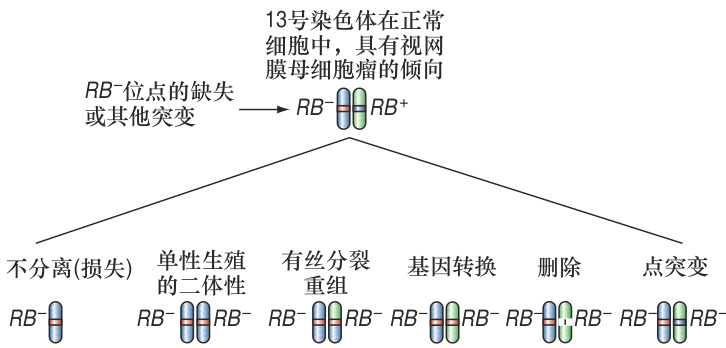 13号染色体在正常
细胞中，具有视网
膜母细胞瘤的倾向
RB⁻位点的缺失
或其他突变
RB⁻ RB⁺
不分离(损失)
单性生殖
的二体性
有丝分裂
重组
基因转换
删除
点突变
RB⁻ RB⁻ RB⁻ RB⁻ RB⁻ RB⁻ RB⁻ RB⁻ RB⁻ RB⁻ RB⁻